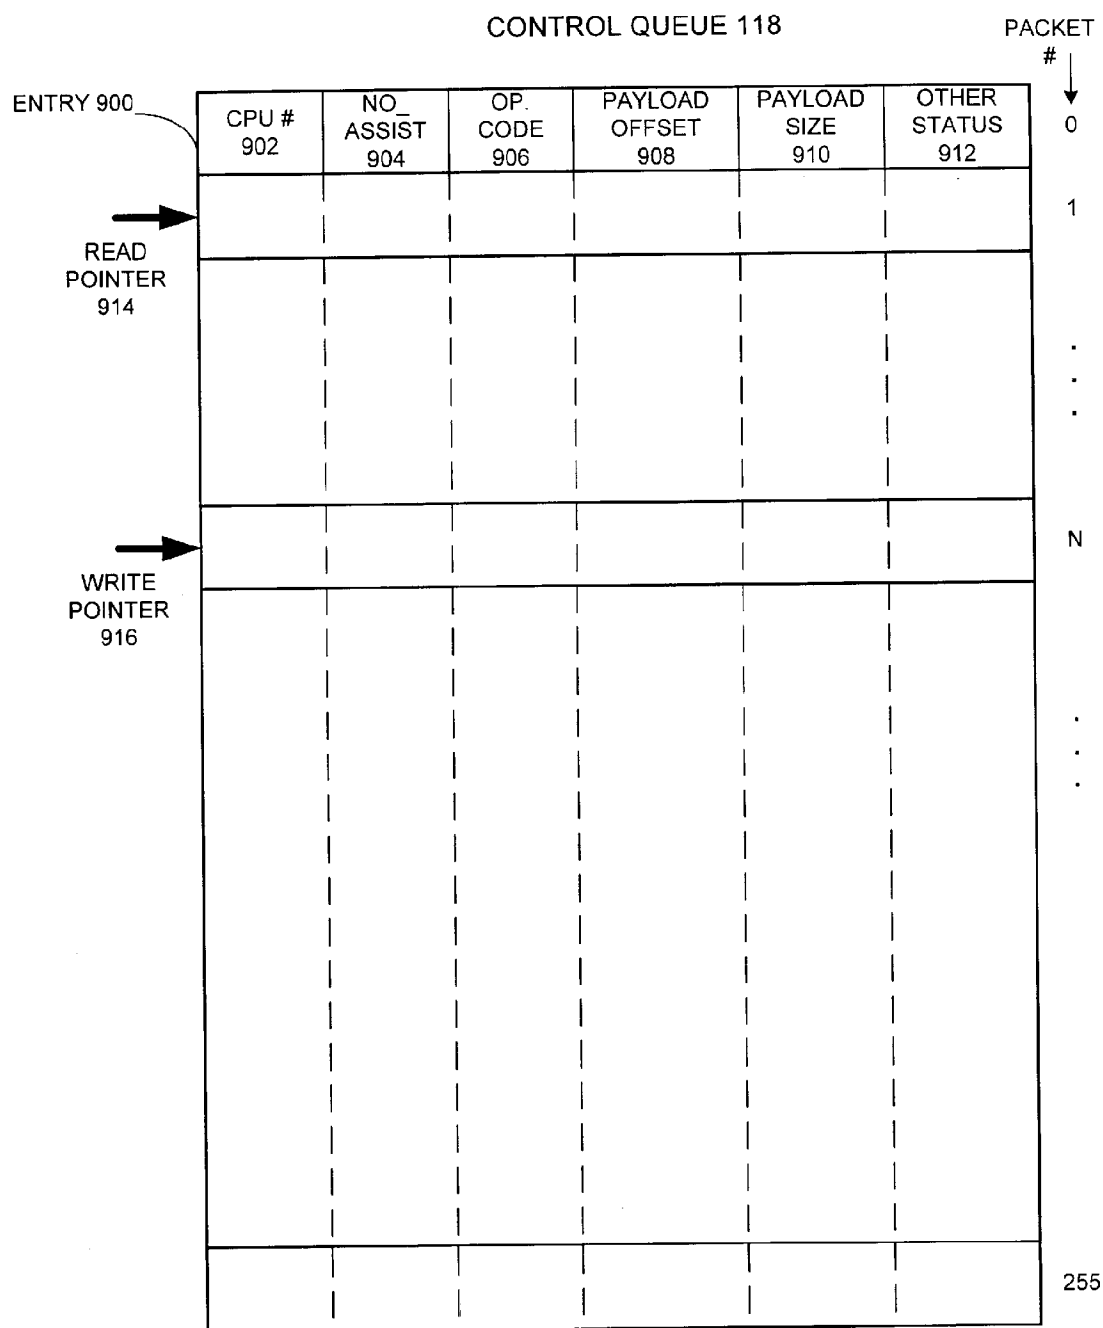 CONTROL QUEUE 118
PACKET
#
ENTRY 900
CPU #
902
NO_
ASSIST
904
OP.
CODE
906
PAYLOAD
OFFSET
908
PAYLOAD
SIZE
910
OTHER
STATUS
912
0
1
READ
POINTER
914
N
WRITE
POINTER
916
255